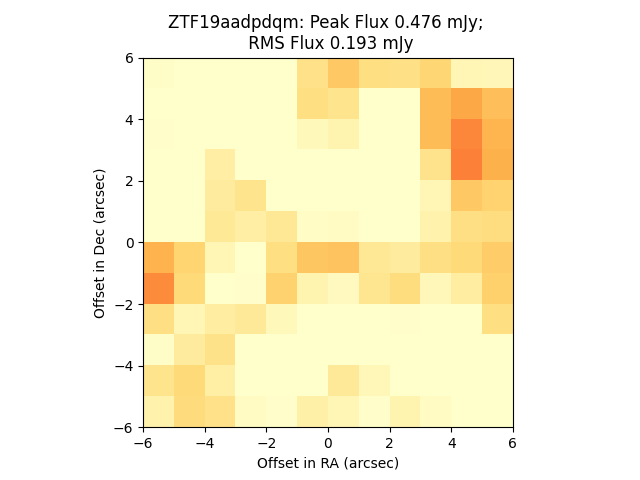 ZTF19aadpdqm: Peak Flux 0.476 mJy;
RMS Flux 0.193 mJy
6
4
2
0
−2
−4
−6
Offset in Dec (arcsec)
−6 −4 −2 0 2 4 6
Offset in RA (arcsec)